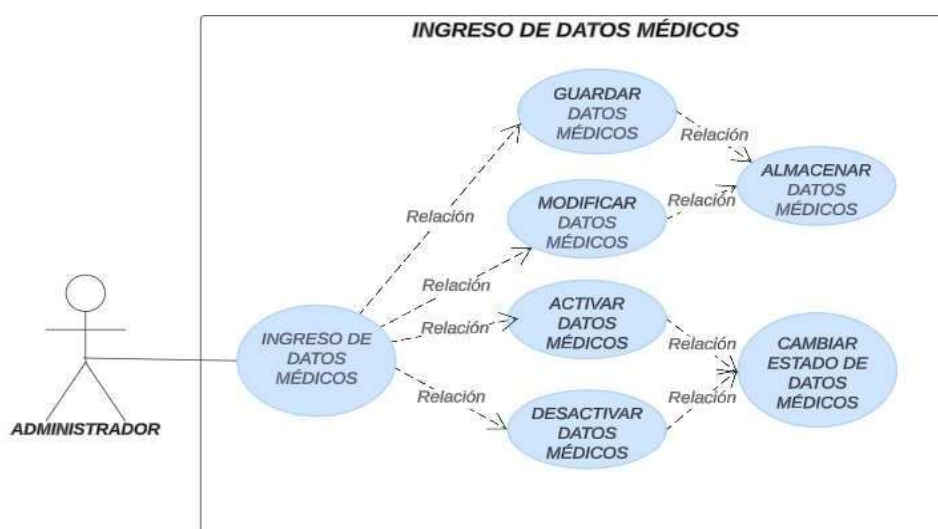 INGRESO DE DATOS MÉDICOS
GUARDAR
DATOS
MÉDICOS
Relación
ALMACENAR
DATOS
MÉDICOS
Relación
MODIFICAR
DATOS
MÉDICOS
Relación
Relación
ACTIVAR
DATOS
MÉDICOS
Relación
Relación
CAMBIAR
ESTADO DE
DATOS
MÉDICOS
INGRESO DE
DATOS
MÉDICOS
Relación
Relación
DESACTIVAR
DATOS
MÉDICOS
ADMINISTRADOR